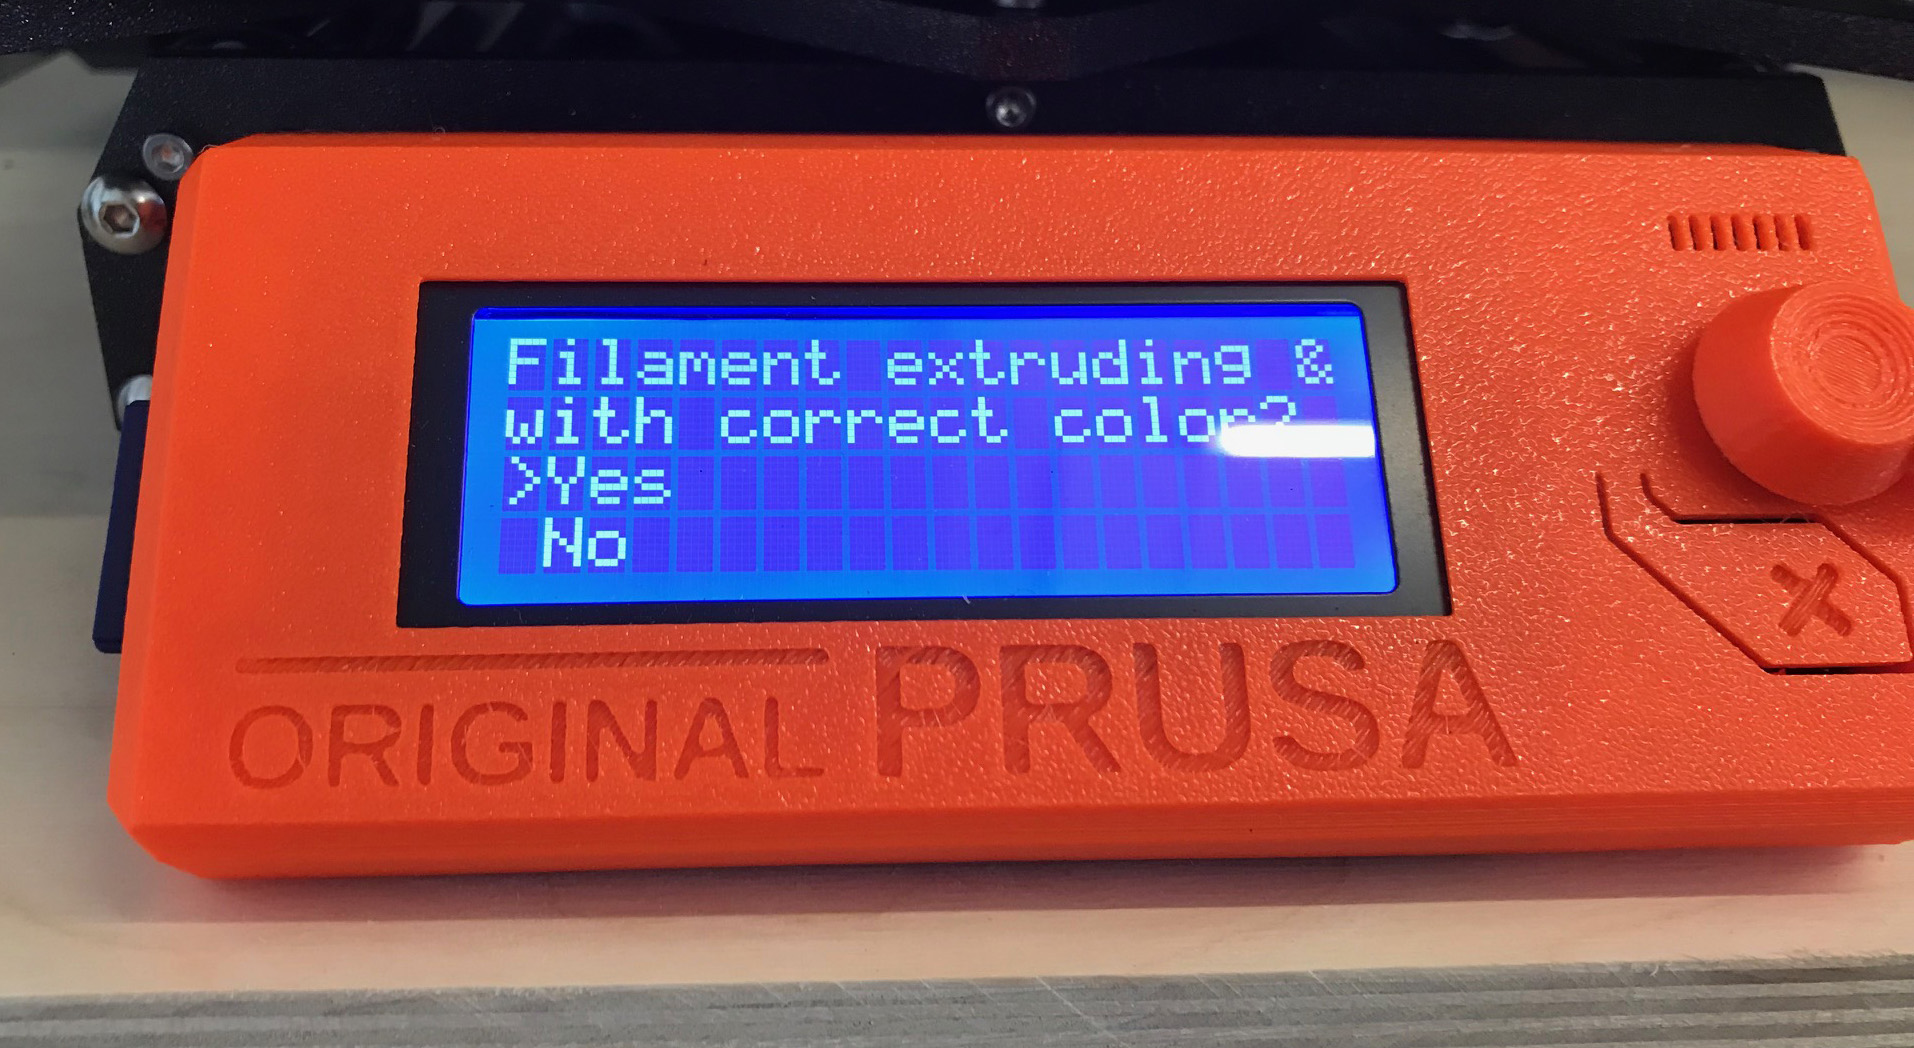 Filament extruding &
with correct color?
>Yes
No
ORIGINAL PRUSA